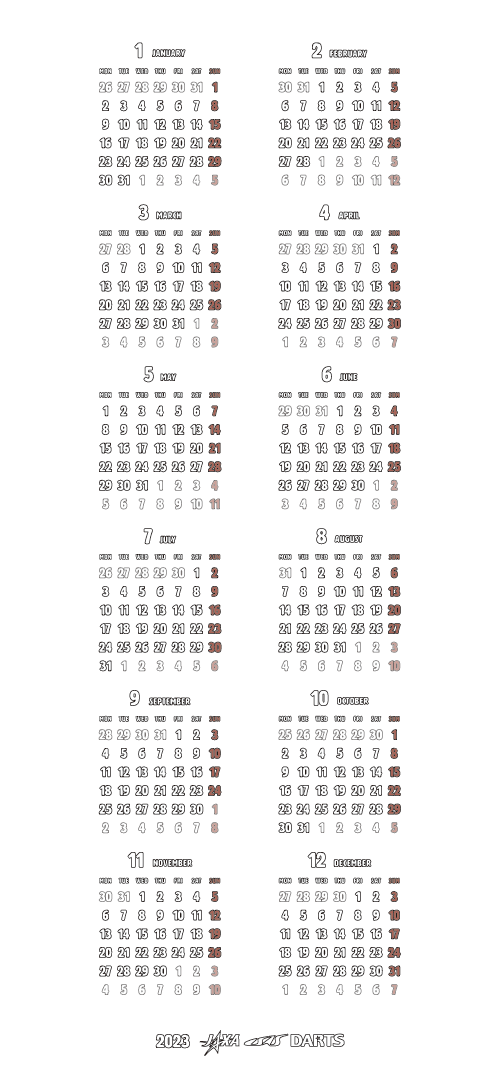 1 JANUARY
MON TUE WED THU FRI SAT SUN
26 27 28 29 30 31 1
2 3 4 5 6 7 8
9 10 11 12 13 14 15
16 17 18 19 20 21 22
23 24 25 26 27 28 29
30 31 1 2 3 4 5
2 FEBRUARY
MON TUE WED THU FRI SAT SUN
30 31 1 2 3 4 5
6 7 8 9 10 11 12
13 14 15 16 17 18 19
20 21 22 23 24 25 26
27 28 1 2 3 4 5
6 7 8 9 10 11 12
3 MARCH
MON TUE WED THU FRI SAT SUN
27 28 1 2 3 4 5
6 7 8 9 10 11 12
13 14 15 16 17 18 19
20 21 22 23 24 25 26
27 28 29 30 31 1 2
3 4 5 6 7 8 9
4 APRIL
MON TUE WED THU FRI SAT SUN
27 28 29 30 31 1 2
3 4 5 6 7 8 9
10 11 12 13 14 15 16
17 18 19 20 21 22 23
24 25 26 27 28 29 30
1 2 3 4 5 6 7
5 MAY
MON TUE WED THU FRI SAT SUN
1 2 3 4 5 6 7
8 9 10 11 12 13 14
15 16 17 18 19 20 21
22 23 24 25 26 27 28
29 30 31 1 2 3 4
5 6 7 8 9 10 11
6 JUNE
MON TUE WED THU FRI SAT SUN
29 30 31 1 2 3 4
5 6 7 8 9 10 11
12 13 14 15 16 17 18
19 20 21 22 23 24 25
26 27 28 29 30 1 2
3 4 5 6 7 8 9
7 JULY
MON TUE WED THU FRI SAT SUN
26 27 28 29 30 1 2
3 4 5 6 7 8 9
10 11 12 13 14 15 16
17 18 19 20 21 22 23
24 25 26 27 28 29 30
31 1 2 3 4 5 6
8 AUGUST
MON TUE WED THU FRI SAT SUN
31 1 2 3 4 5 6
7 8 9 10 11 12 13
14 15 16 17 18 19 20
21 22 23 24 25 26 27
28 29 30 31 1 2 3
4 5 6 7 8 9 10
9 SEPTEMBER
MON TUE WED THU FRI SAT SUN
28 29 30 31 1 2 3
4 5 6 7 8 9 10
11 12 13 14 15 16 17
18 19 20 21 22 23 24
25 26 27 28 29 30 1
2 3 4 5 6 7 8
10 OKTOBER
MON TUE WED THU FRI SAT SUN
25 26 27 28 29 30 1
2 3 4 5 6 7 8
9 10 11 12 13 14 15
16 17 18 19 20 21 22
23 24 25 26 27 28 29
30 31 1 2 3 4 5
11 NOVEMBER
MON TUE WED THU FRI SAT SUN
30 31 1 2 3 4 5
6 7 8 9 10 11 12
13 14 15 16 17 18 19
20 21 22 23 24 25 26
27 28 29 30 1 2 3
4 5 6 7 8 9 10
12 DECEMBER
MON TUE WED THU FRI SAT SUN
27 28 29 30 1 2 3
4 5 6 7 8 9 10
11 12 13 14 15 16 17
18 19 20 21 22 23 24
25 26 27 28 29 30 31
1 2 3 4 5 6 7
2023 DARTS